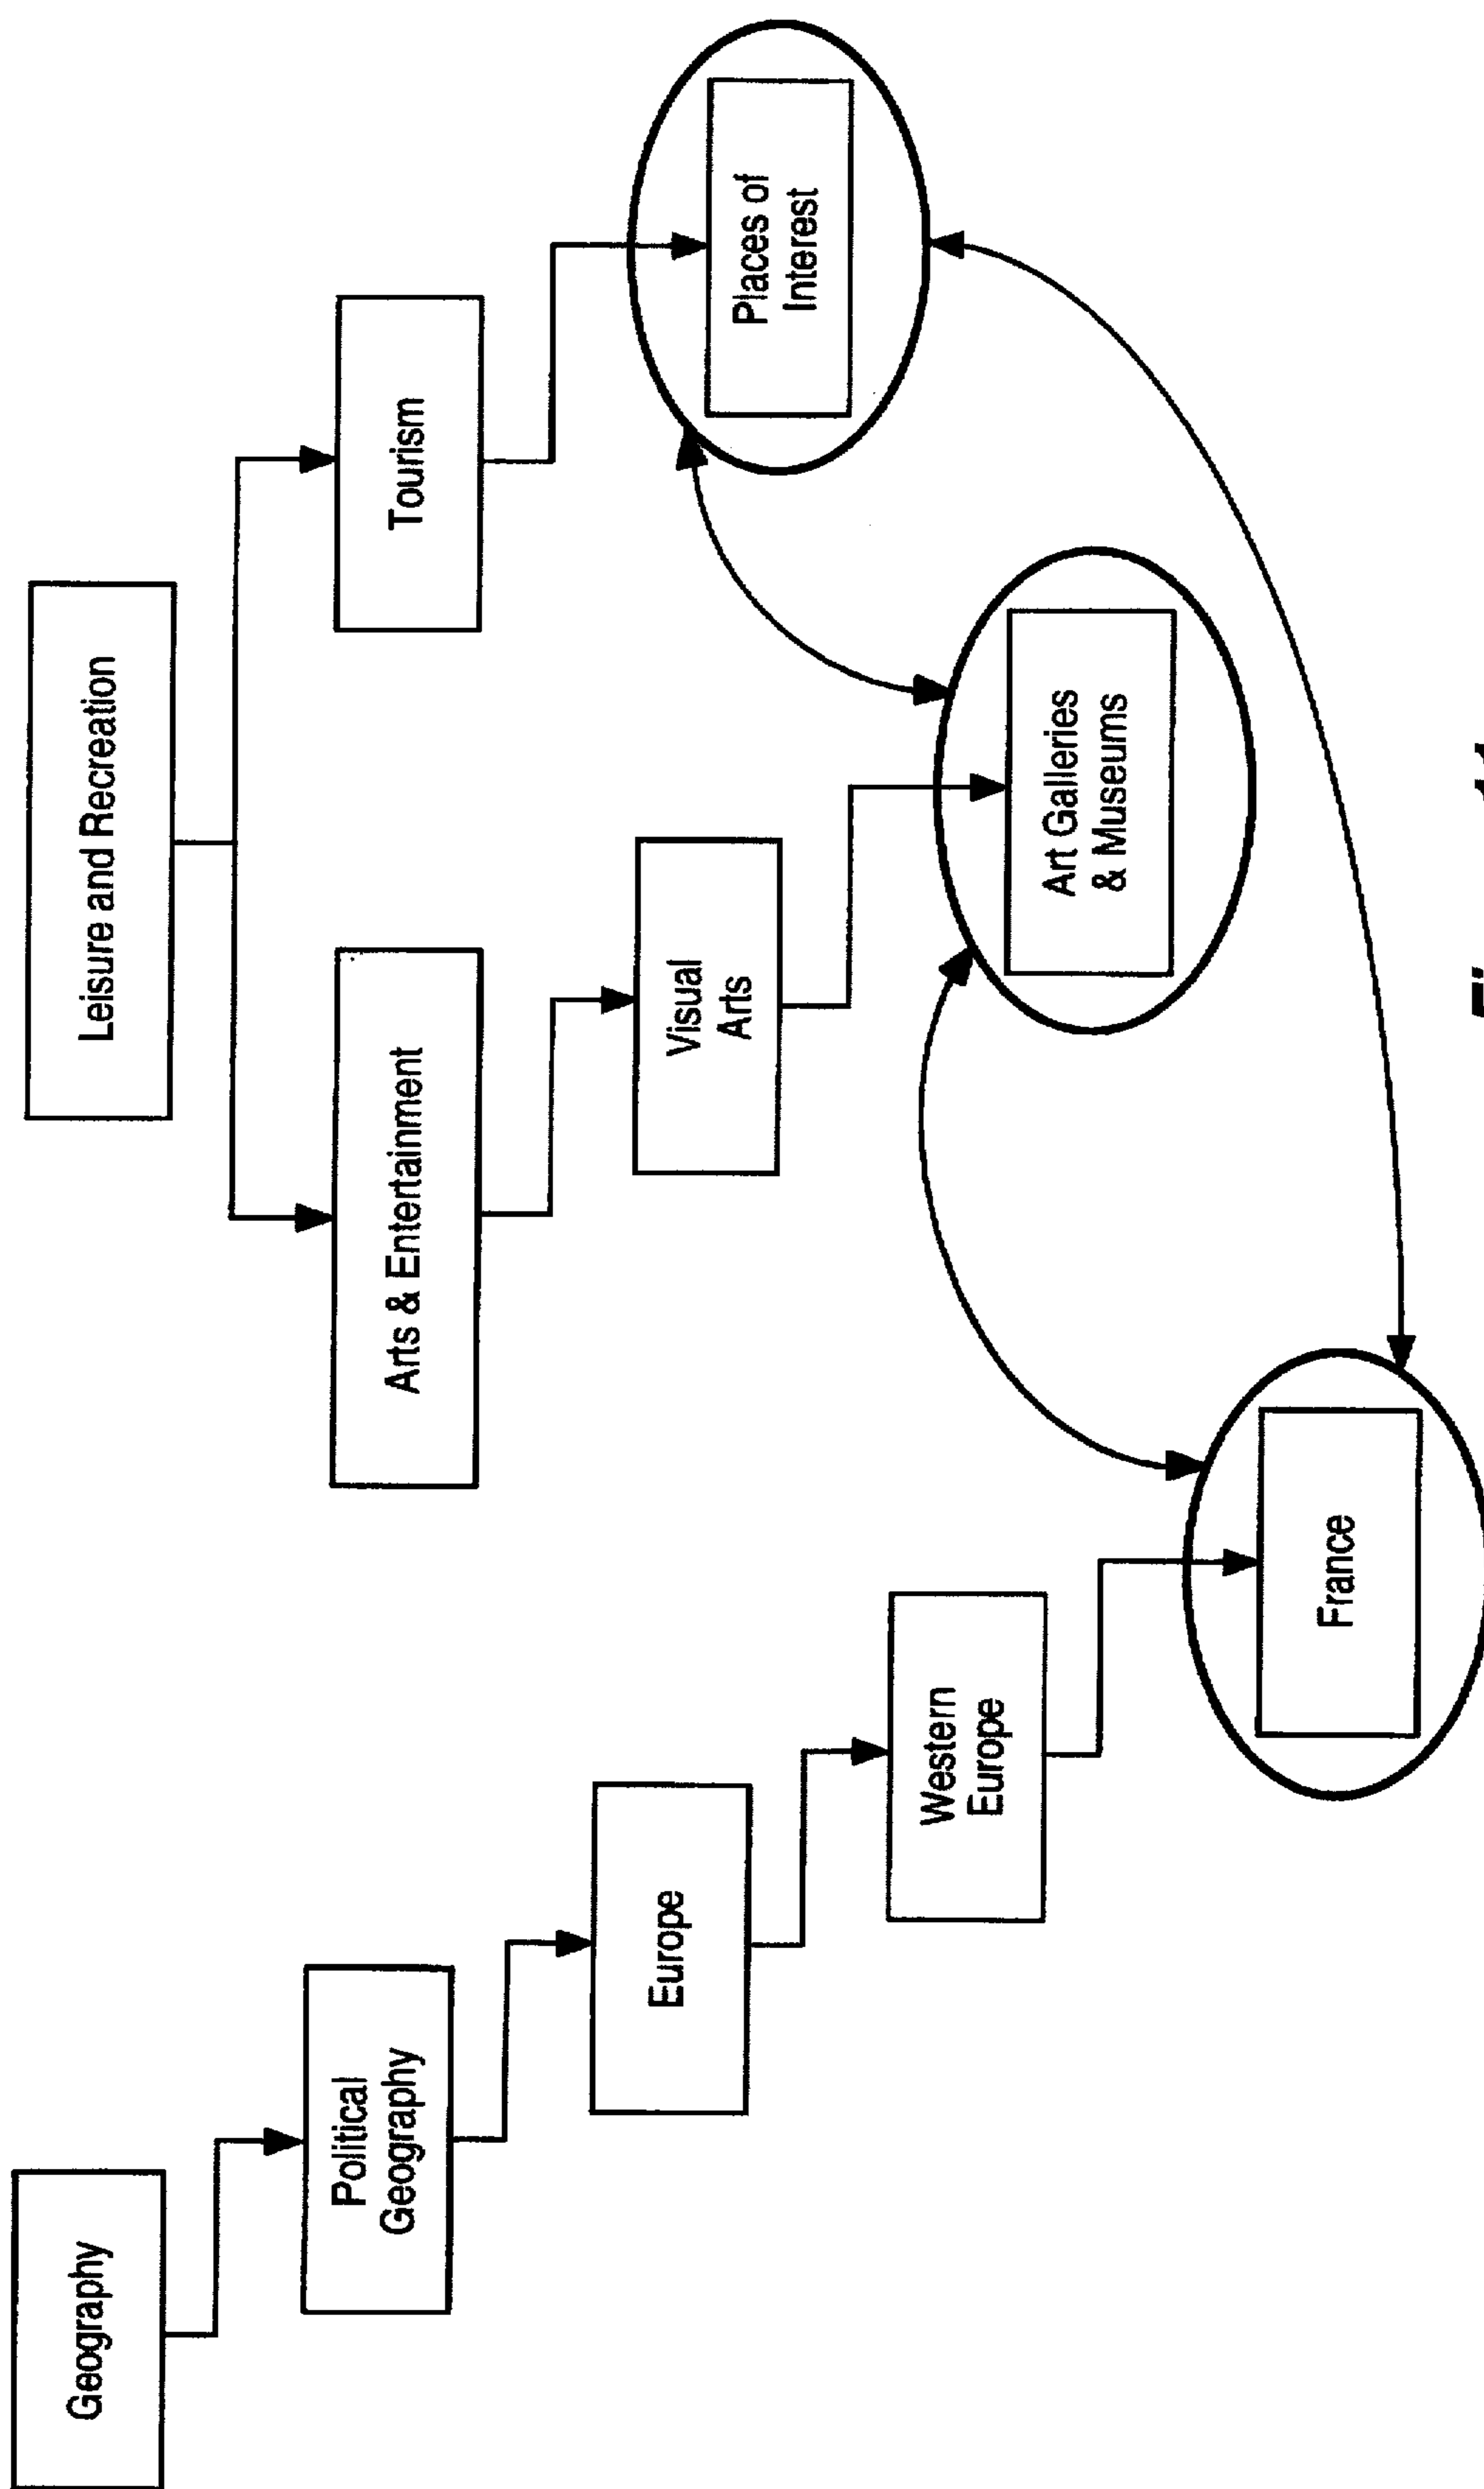 Geography
Political
Geography
Europe
Western
Europe
France
Leisure and Recreation
Arts & Entertainment
Visual
Arts
Art Galleries
& Museums
Tourism
Places of
Interest